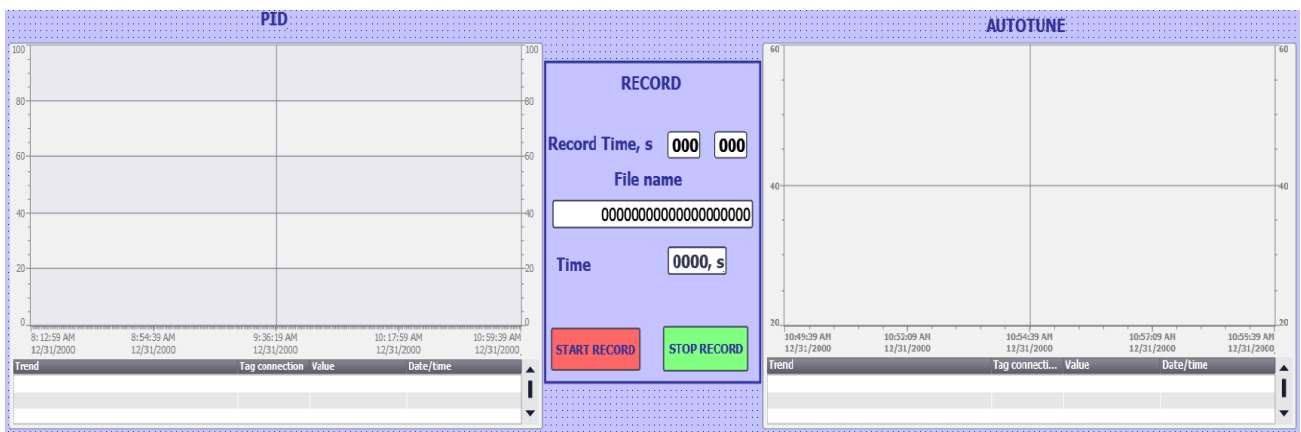 PID
100 100
80 80
60 60
40 40
20 20
0 0
8:12:59 AM 8:54:39 AM 9:36:19 AM 10:17:59 AM 10:59:39 AM
12/31/2000 12/31/2000 12/31/2000 12/31/2000 12/31/2000
Trend Tag connection Value Date/time
RECORD
Record Time, s 000 000
File name
00000000000000000000
Time 0000, s
START RECORD STOP RECORD
AUTOTUNE
60 60
40 40
20 20
10:49:39 AM 10:52:09 AM 10:54:39 AM 10:57:09 AM 10:59:39 AM
12/31/2000 12/31/2000 12/31/2000 12/31/2000 12/31/2000
Trend Tag connecti... Value Date/time